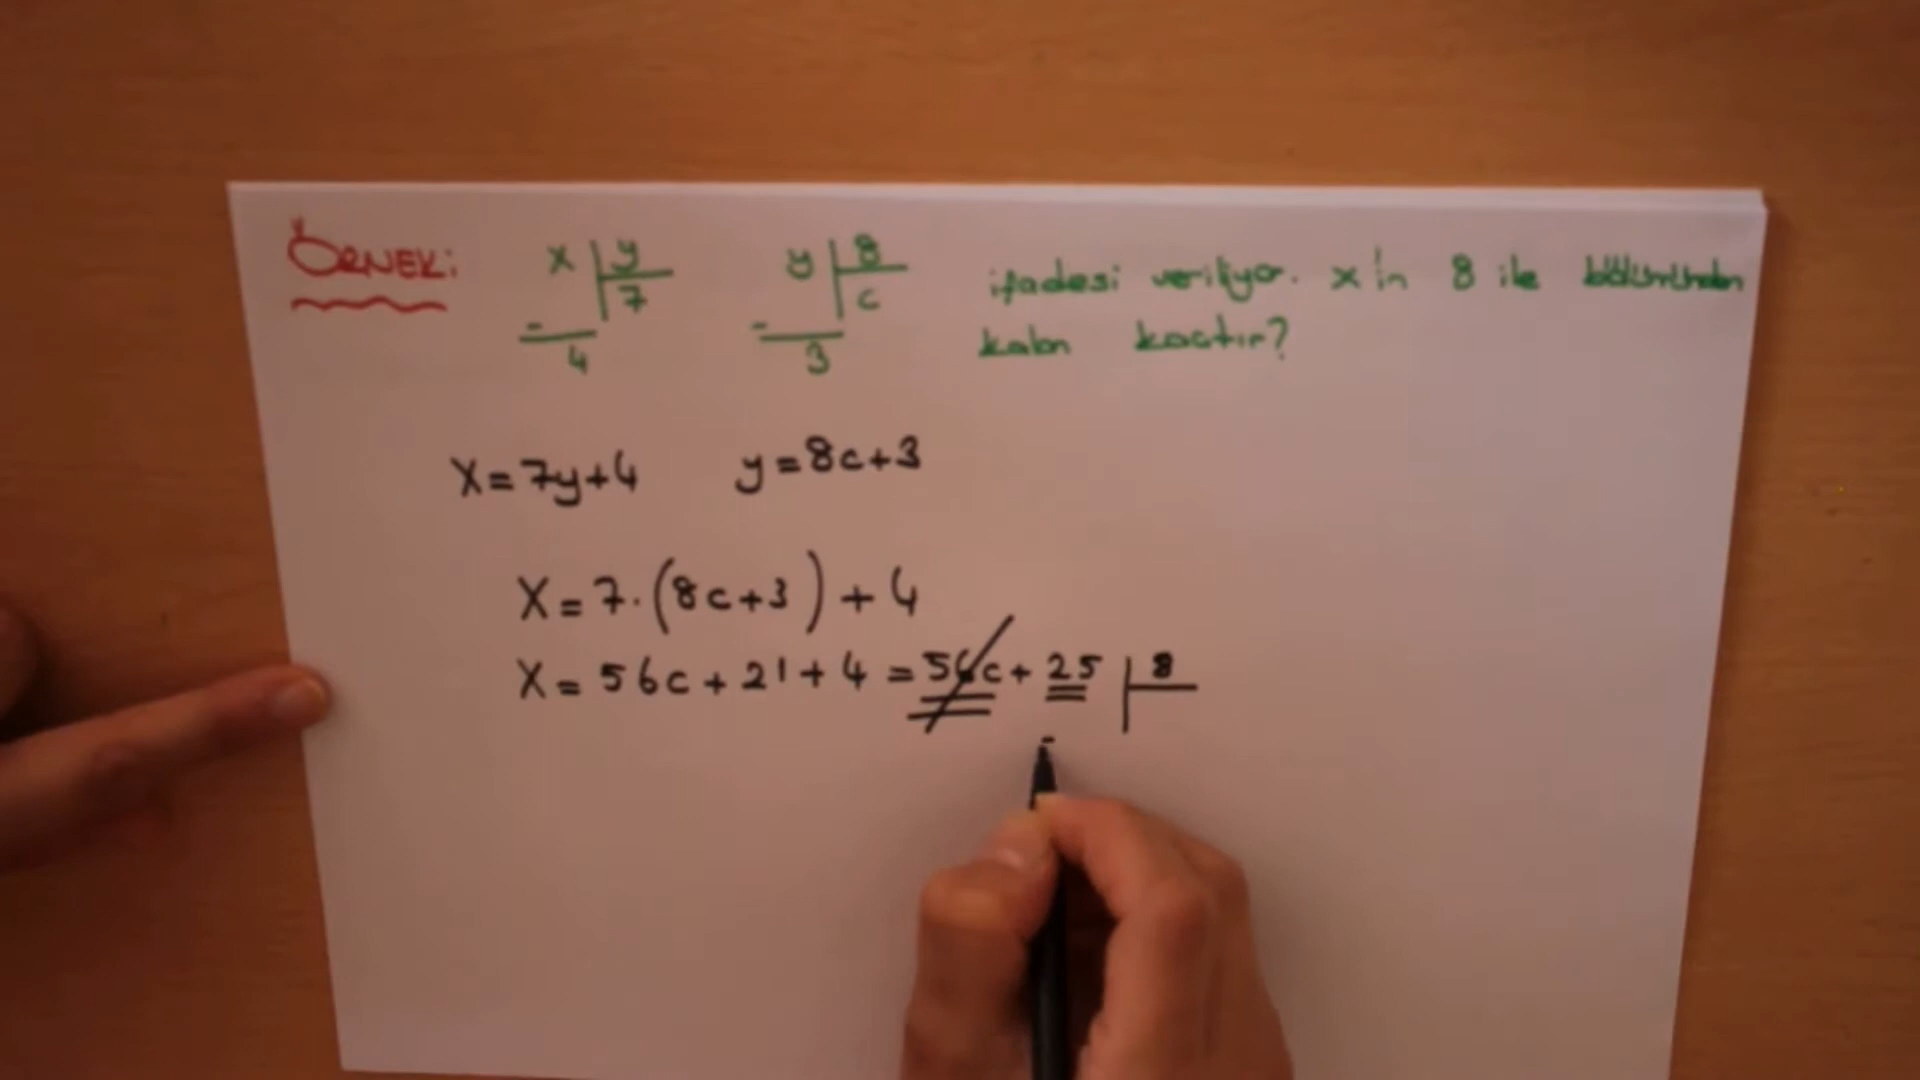 ÖRNEK: x | y 7 - 4 y | 8 c - 3 ifadesi veriliyor. x'in 8 ile bölümünden
kalan kaçtır?
X=7y+4 y=8c+3
X=7.(8c+3)+4
X=56c+21+4=56c+25 | 8
-